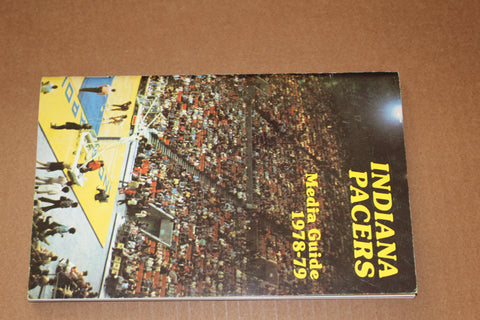 INDIANA
PACERS
Media Guide
1978-79